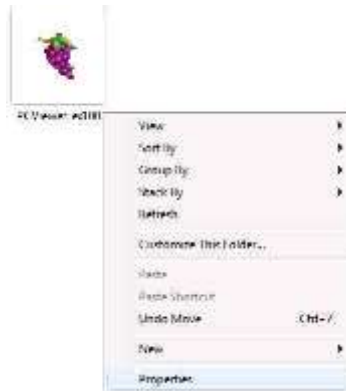 View
Sort By
Group By
Stack By
Refresh
Customize This Folder...
Paste
Paste Shortcut
Undo Move Ctrl+Z
New
Properties